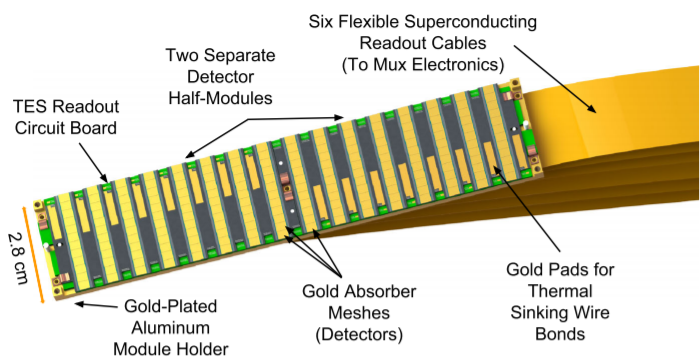 Six Flexible Superconducting
Readout Cables
(To Mux Electronics)
Two Separate
Detector
Half-Modules
TES Readout
Circuit Board
2.8 cm
Gold-Plated
Aluminum
Module Holder
Gold Absorber
Meshes
(Detectors)
Gold Pads for
Thermal
Sinking Wire
Bonds